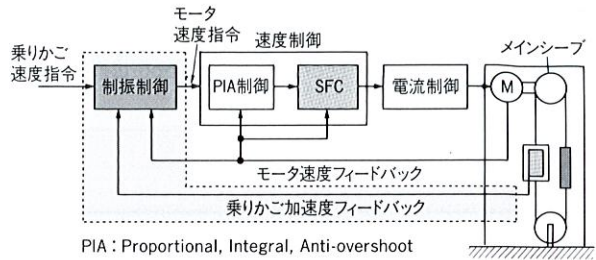 モータ
速度指令
乗りかご
速度指令
速度制御
メインシーブ
制振制御
PIA制御
SFC
電流制御
M
モータ速度フィードバック
乗りかご加速度フィードバック
PIA：Proportional, Integral, Anti-overshoot